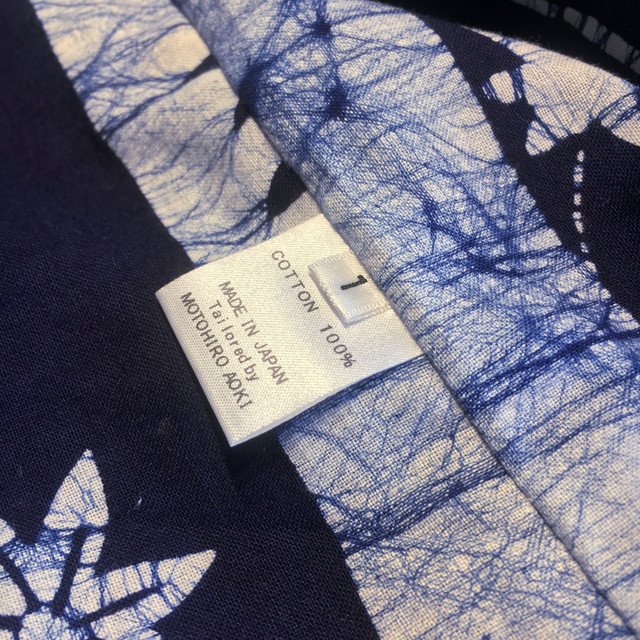 COTTON 100%
1
MADE IN JAPAN
Tailored by
MOTOHIRO AOKI